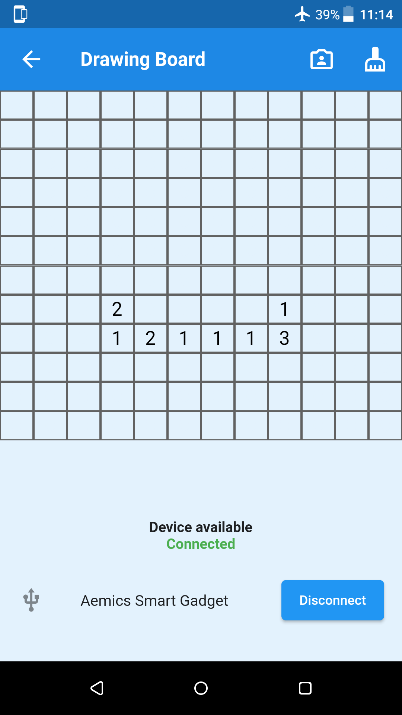 39% 11:14
Drawing Board
2 1
1 2 1 1 1 3
Device available
Connected
Aemics Smart Gadget Disconnect